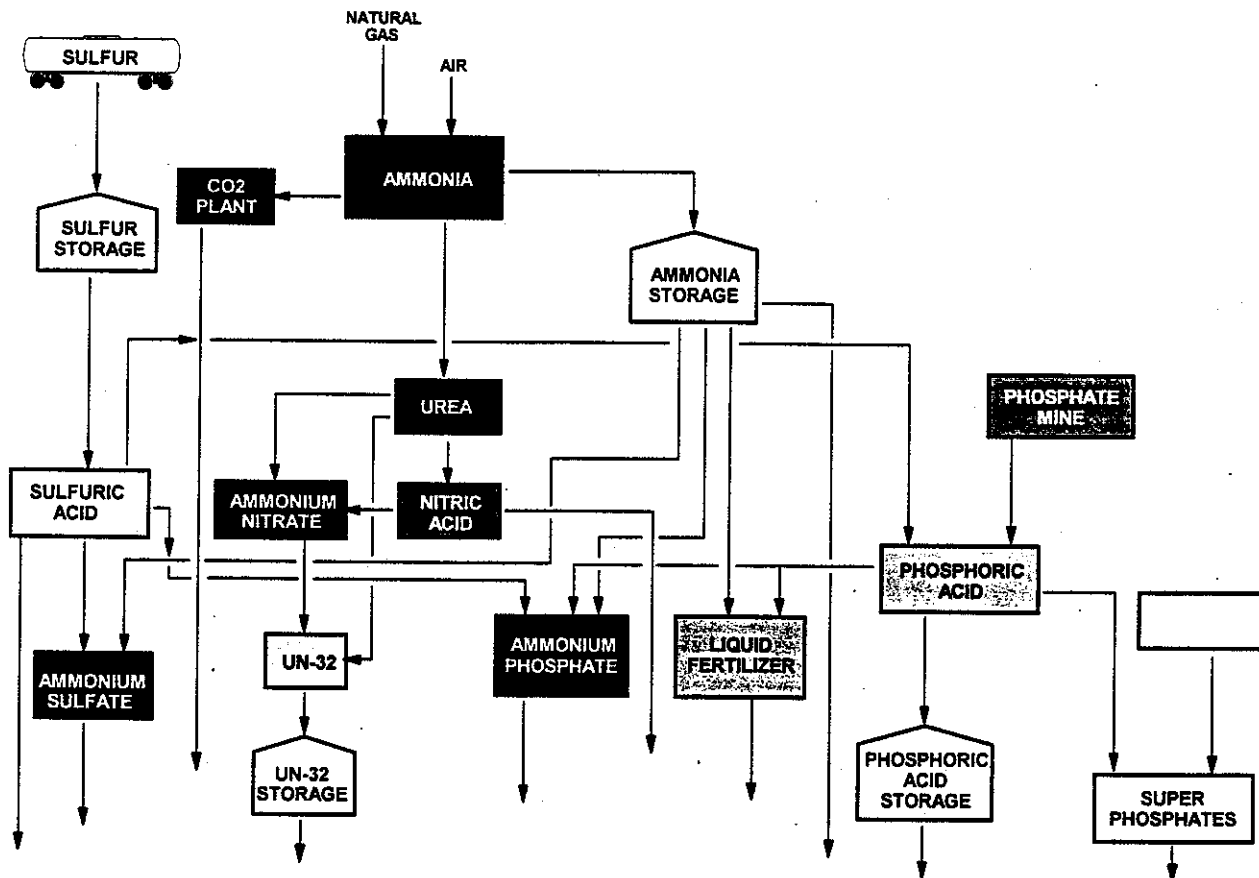 NATURAL
GAS
SULFUR
AIR
AMMONIA
CO2
PLANT
SULFUR
STORAGE
AMMONIA
STORAGE
PHOSPHATE
MINE
UREA
SULFURIC
ACID
AMMONIUM
NITRATE
NITRIC
ACID
PHOSPHORIC
ACID
AMMONIUM
SULFATE
UN-32
AMMONIUM
PHOSPHATE
LIQUID
FERTILIZER
UN-32
STORAGE
PHOSPHORIC
ACID
STORAGE
SUPER
PHOSPHATES